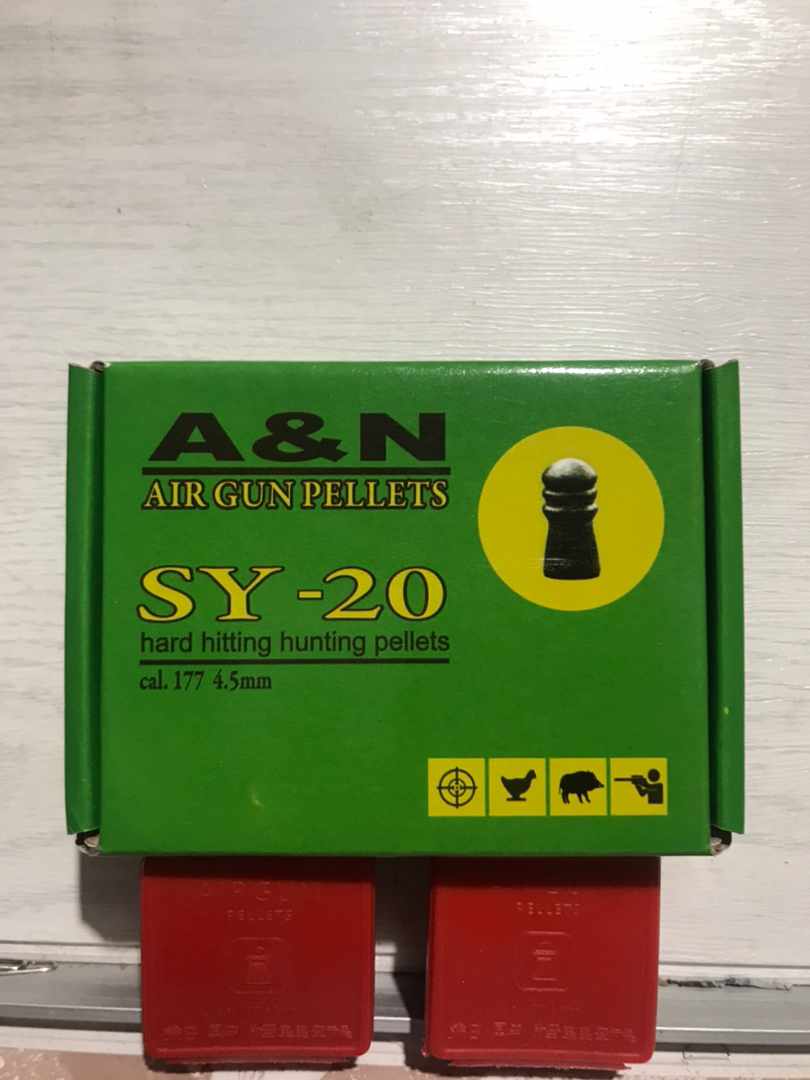 A&N
AIR GUN PELLETS
SY-20
hard hitting hunting pellets
cal. 177 4.5mm
PELLETS
PELLETS